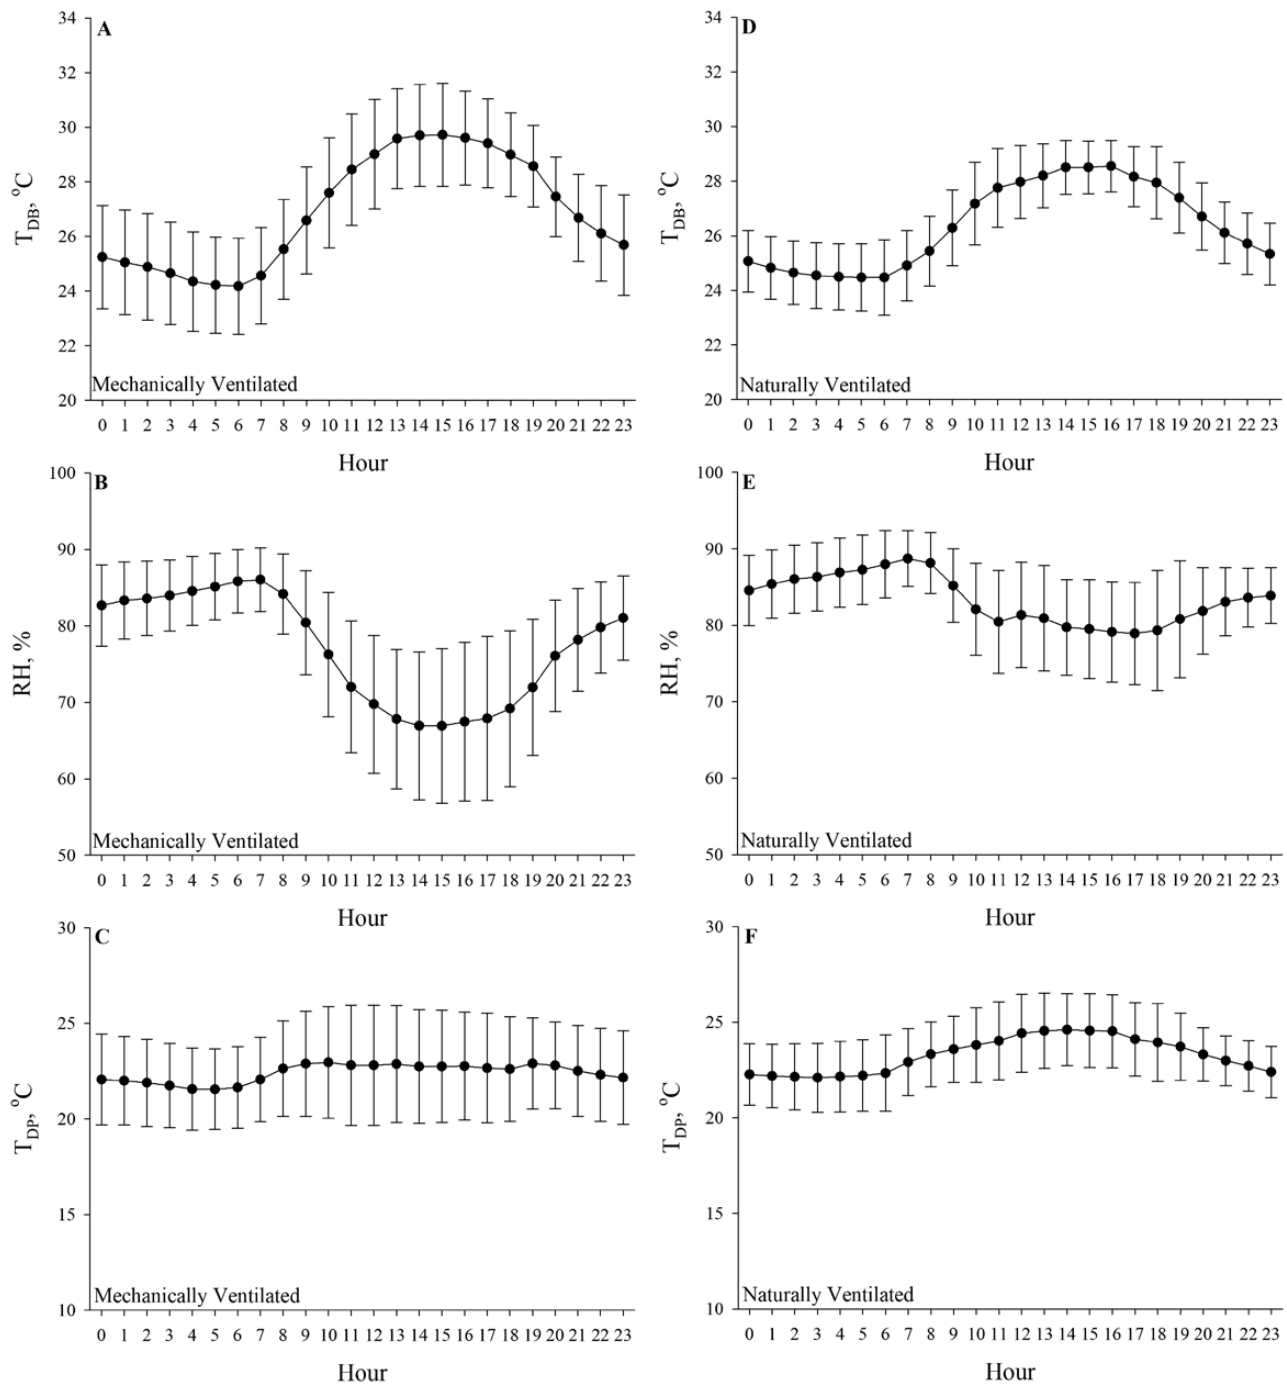 A
34
32
30
28
26
24
22
20
T_DB, °C
Mechanically Ventilated
0 1 2 3 4 5 6 7 8 9 10 11 12 13 14 15 16 17 18 19 20 21 22 23
Hour
D
34
32
30
28
26
24
22
20
T_DB, °C
Naturally Ventilated
0 1 2 3 4 5 6 7 8 9 10 11 12 13 14 15 16 17 18 19 20 21 22 23
Hour
B
100
90
80
70
60
50
RH, %
Mechanically Ventilated
0 1 2 3 4 5 6 7 8 9 10 11 12 13 14 15 16 17 18 19 20 21 22 23
Hour
E
100
90
80
70
60
50
RH, %
Naturally Ventilated
0 1 2 3 4 5 6 7 8 9 10 11 12 13 14 15 16 17 18 19 20 21 22 23
Hour
C
30
25
20
15
10
T_DP, °C
Mechanically Ventilated
0 1 2 3 4 5 6 7 8 9 10 11 12 13 14 15 16 17 18 19 20 21 22 23
Hour
F
30
25
20
15
10
T_DP, °C
Naturally Ventilated
0 1 2 3 4 5 6 7 8 9 10 11 12 13 14 15 16 17 18 19 20 21 22 23
Hour